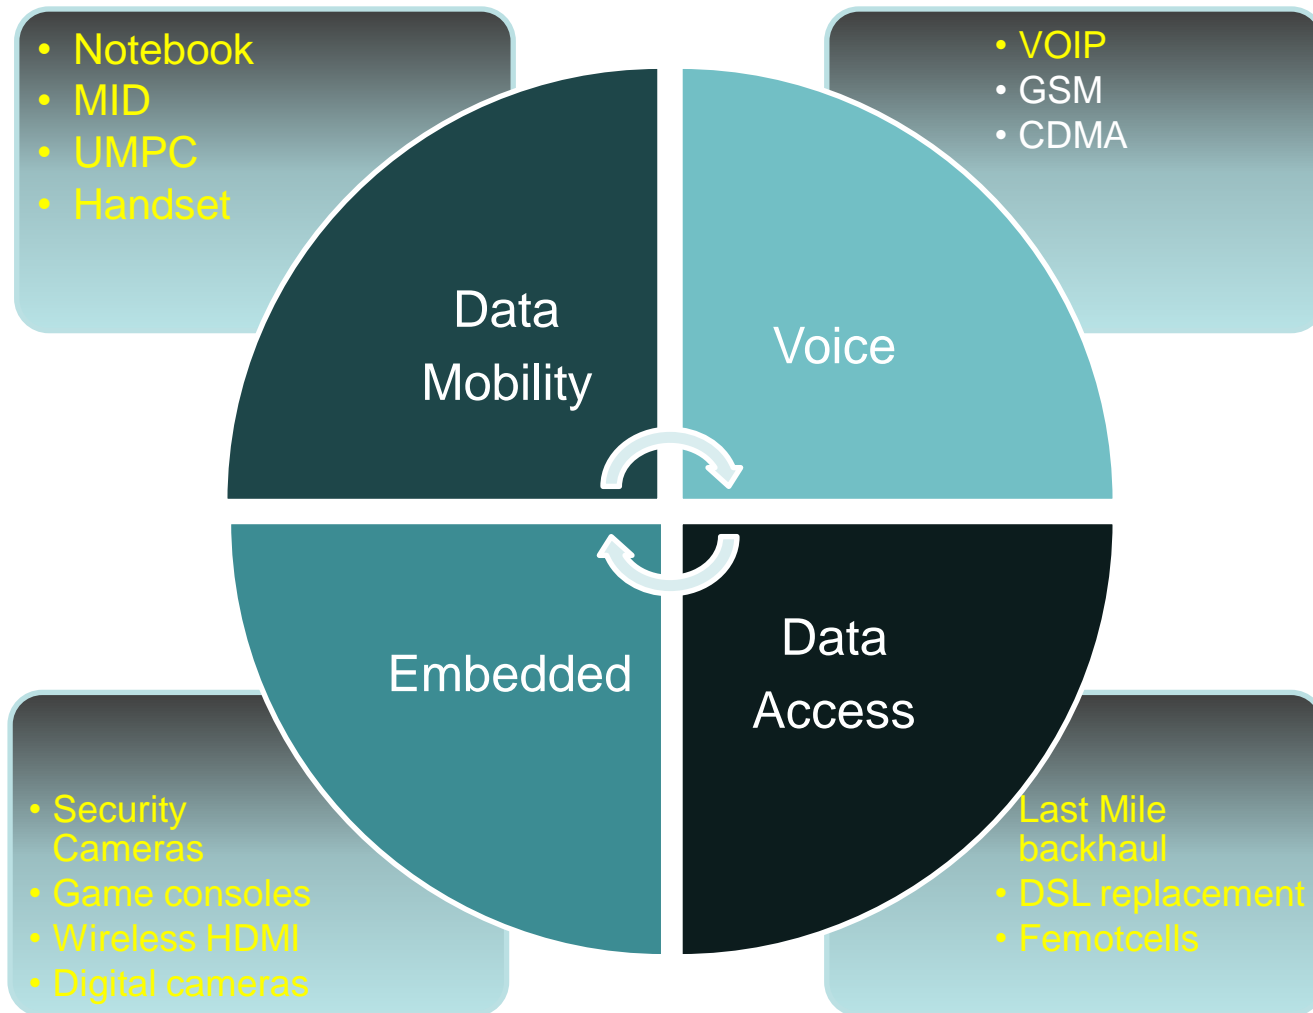 • Notebook
• MID
• UMPC
• Handset
• VOIP
• GSM
• CDMA
Data
Mobility
Voice
Embedded
Data
Access
• Security
Cameras
• Game consoles
• Wireless HDMI
• Digital cameras
Last Mile
backhaul
• DSL replacement
• Femotcells